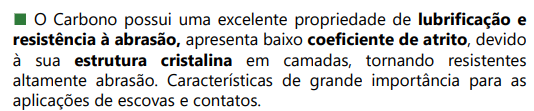 ■ O Carbono possui uma excelente propriedade de lubrificação e
resistência à abrasão, apresenta baixo coeficiente de atrito, devido
à sua estrutura cristalina em camadas, tornando resistentes
altamente abrasão. Características de grande importância para as
aplicações de escovas e contatos.